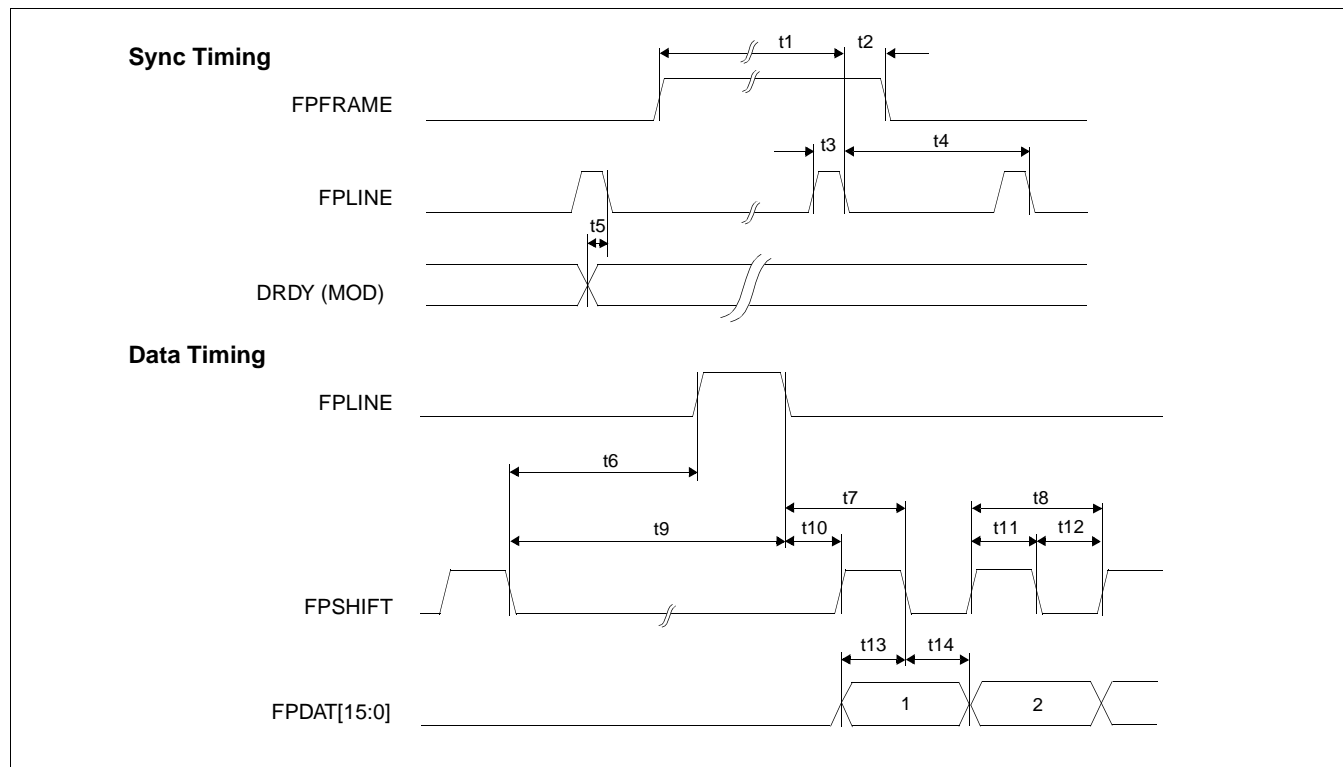 Sync Timing
t1
t2
FPFRAME
t3
t4
FPLINE
t5
DRDY (MOD)
Data Timing
FPLINE
t6
t7
t8
t9
t10
t11
t12
FPSHIFT
t13
t14
FPDAT[15:0]
1
2